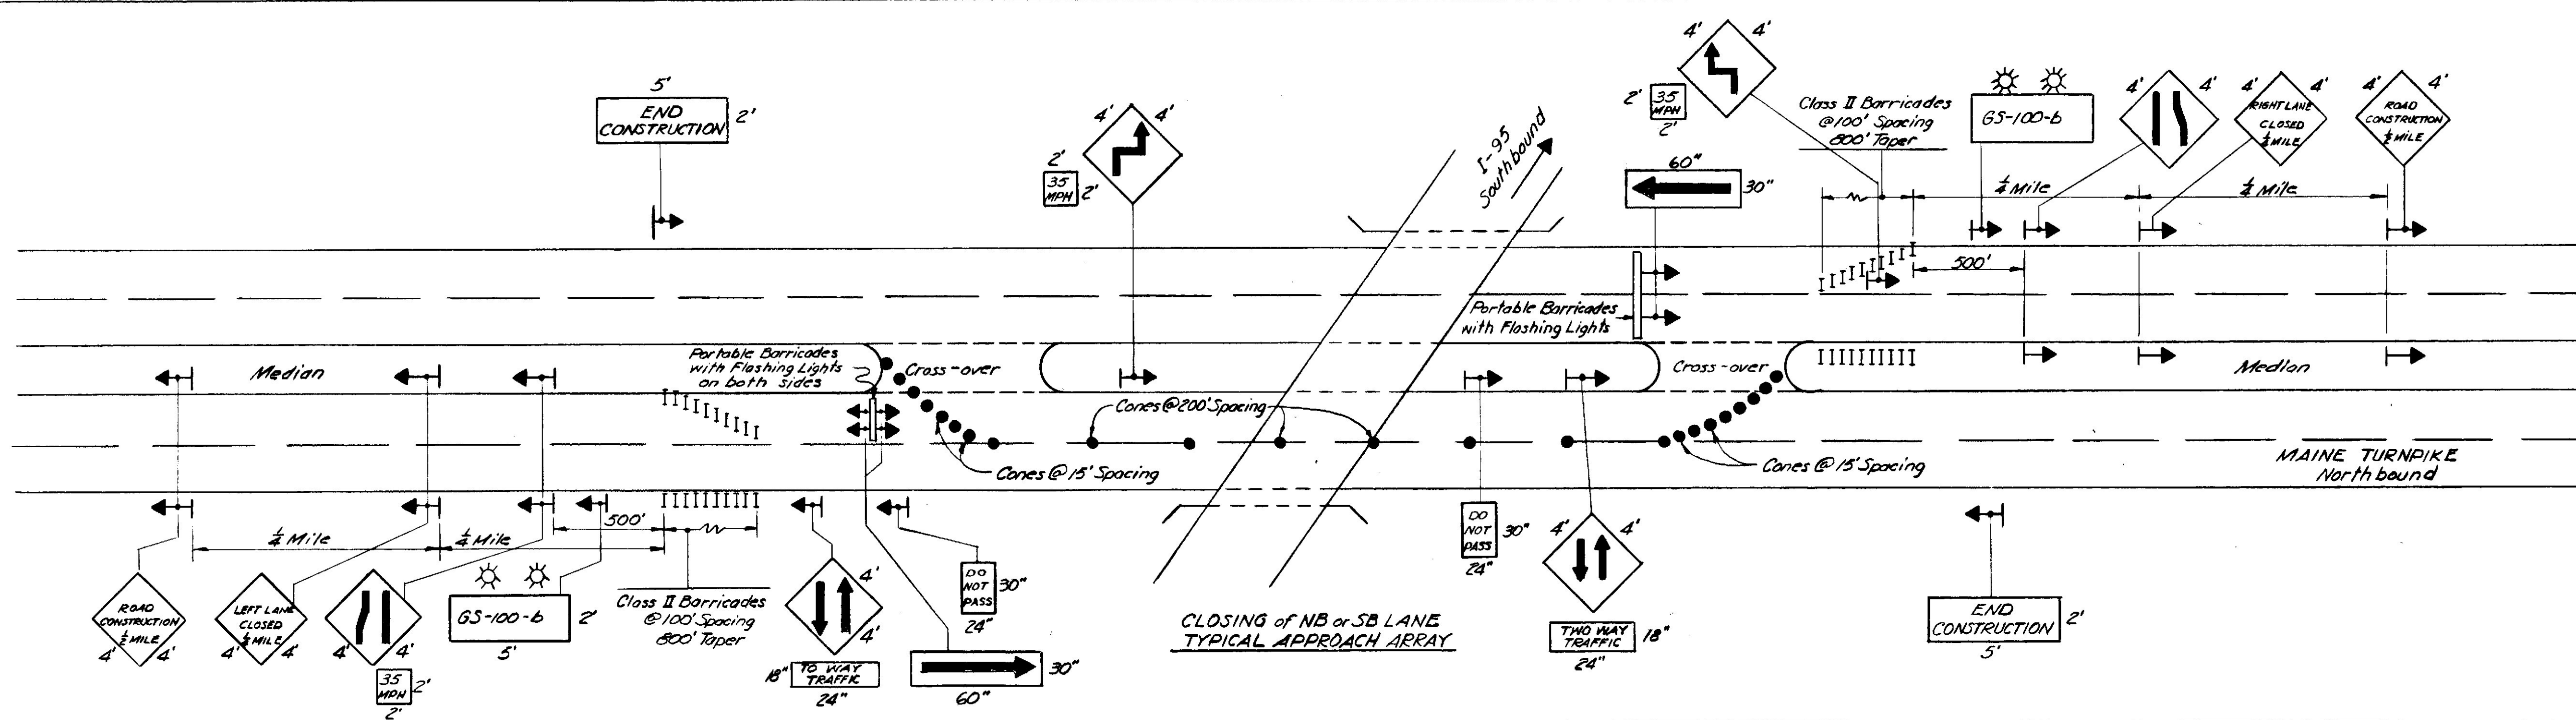 5'
END
CONSTRUCTION
2'
4' 4'
2'
35
MPH
2'
I-95
Southbound
4' 4'
2'
35
MPH
2'
60"
30"
Class II Barricades
@100' Spacing
800' Taper
GS-100-b
4' 4'
4' 4'
RIGHT LANE
CLOSED
½ MILE
4' 4'
ROAD
CONSTRUCTION
½ MILE
¼ Mile
¼ Mile
500'
Portable Barricades
with Flashing Lights
Median
Portable Barricades
with Flashing Lights
on both sides
Cross-over
Cross-over
Median
Cones@200'Spacing
Cones@15'Spacing
Cones@15'Spacing
MAINE TURNPIKE
Northbound
¼ Mile
¼ Mile
500'
ROAD
CONSTRUCTION
½ MILE
4' 4'
LEFT LANE
CLOSED
½ MILE
4' 4'
4' 4'
35
MPH
2'
2'
GS-100-b
2'
5'
Class II Barricades
@100' Spacing
800' Taper
4'
4'
18"
TO WAY
TRAFFIC
24"
DO
NOT
PASS
30"
24"
30"
60"
CLOSING of NB or SB LANE
TYPICAL APPROACH ARRAY
DO
NOT
PASS
30"
24"
4' 4'
TWO WAY
TRAFFIC
18"
24"
END
CONSTRUCTION
2'
5'